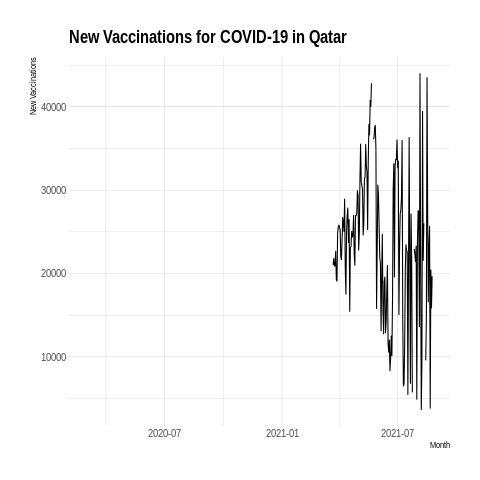 New Vaccinations for COVID-19 in Qatar
New Vaccinations
40000
30000
20000
10000
2020-07
2021-01
2021-07
Month